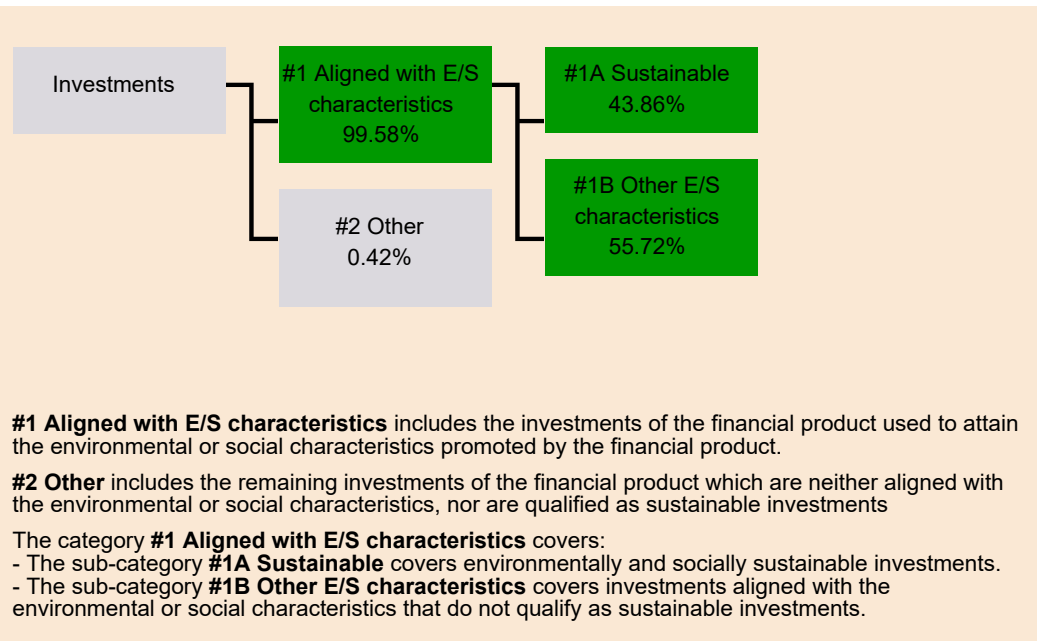 Investments
#1 Aligned with E/S
characteristics
99.58%
#1A Sustainable
43.86%
#1B Other E/S
characteristics
55.72%
#2 Other
0.42%
#1 Aligned with E/S characteristics includes the investments of the financial product used to attain
the environmental or social characteristics promoted by the financial product.
#2 Other includes the remaining investments of the financial product which are neither aligned with
the environmental or social characteristics, nor are qualified as sustainable investments
The category #1 Aligned with E/S characteristics covers:
- The sub-category #1A Sustainable covers environmentally and socially sustainable investments.
- The sub-category #1B Other E/S characteristics covers investments aligned with the
environmental or social characteristics that do not qualify as sustainable investments.